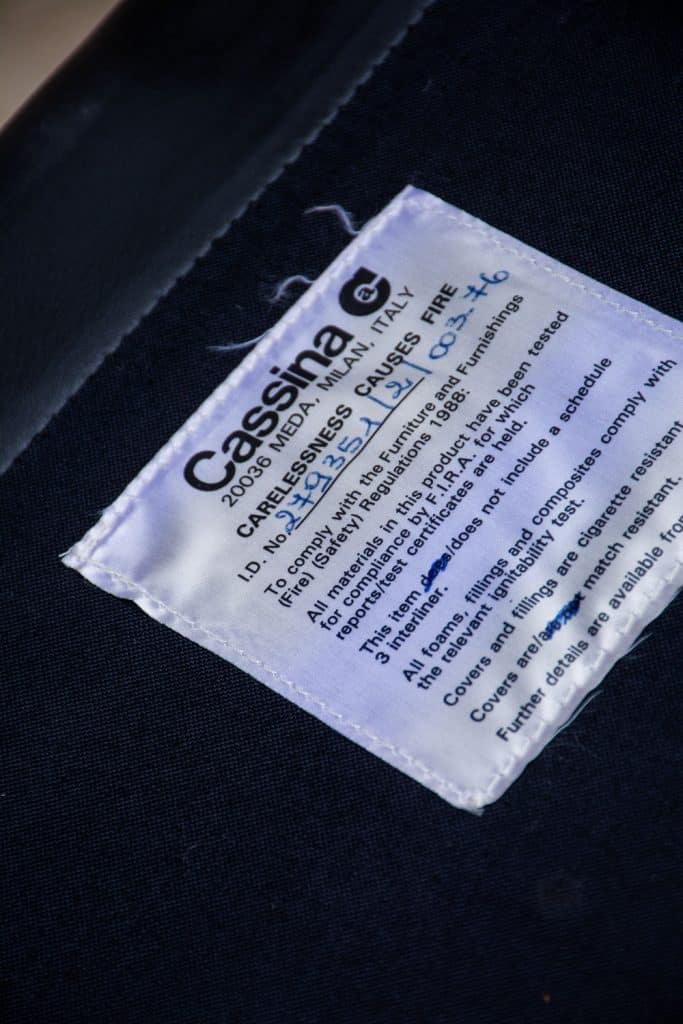 Cassina
20036 MEDA, MILAN, ITALY
CARELESSNESS CAUSES FIRE
I.D. No. 279351/2/003.76
To comply with the Furniture and Furnishings
(Fire) (Safety) Regulations 1988:
All materials in this product have been tested
for compliance by F.I.R.A. for which
reports/test certificates are held.
This item does/does not include a schedule
3 interliner.
All foams, fillings and composites comply with
the relevant ignitability test.
Covers and fillings are cigarette resistant
Covers are/are not match resistant.
Further details are available from